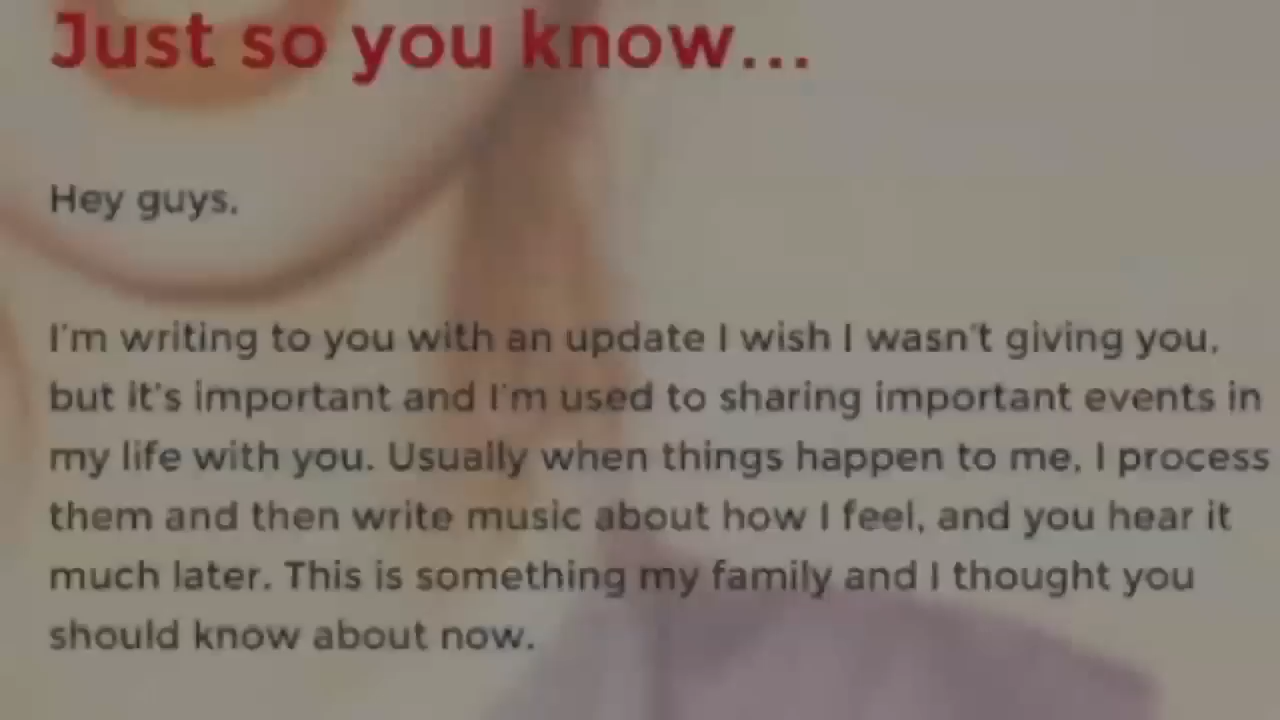 Just so you know...
Hey guys,
I'm writing to you with an update I wish I wasn't giving you,
but it's important and I'm used to sharing important events in
my life with you. Usually when things happen to me, I process
them and then write music about how I feel, and you hear it
much later. This is something my family and I thought you
should know about now.